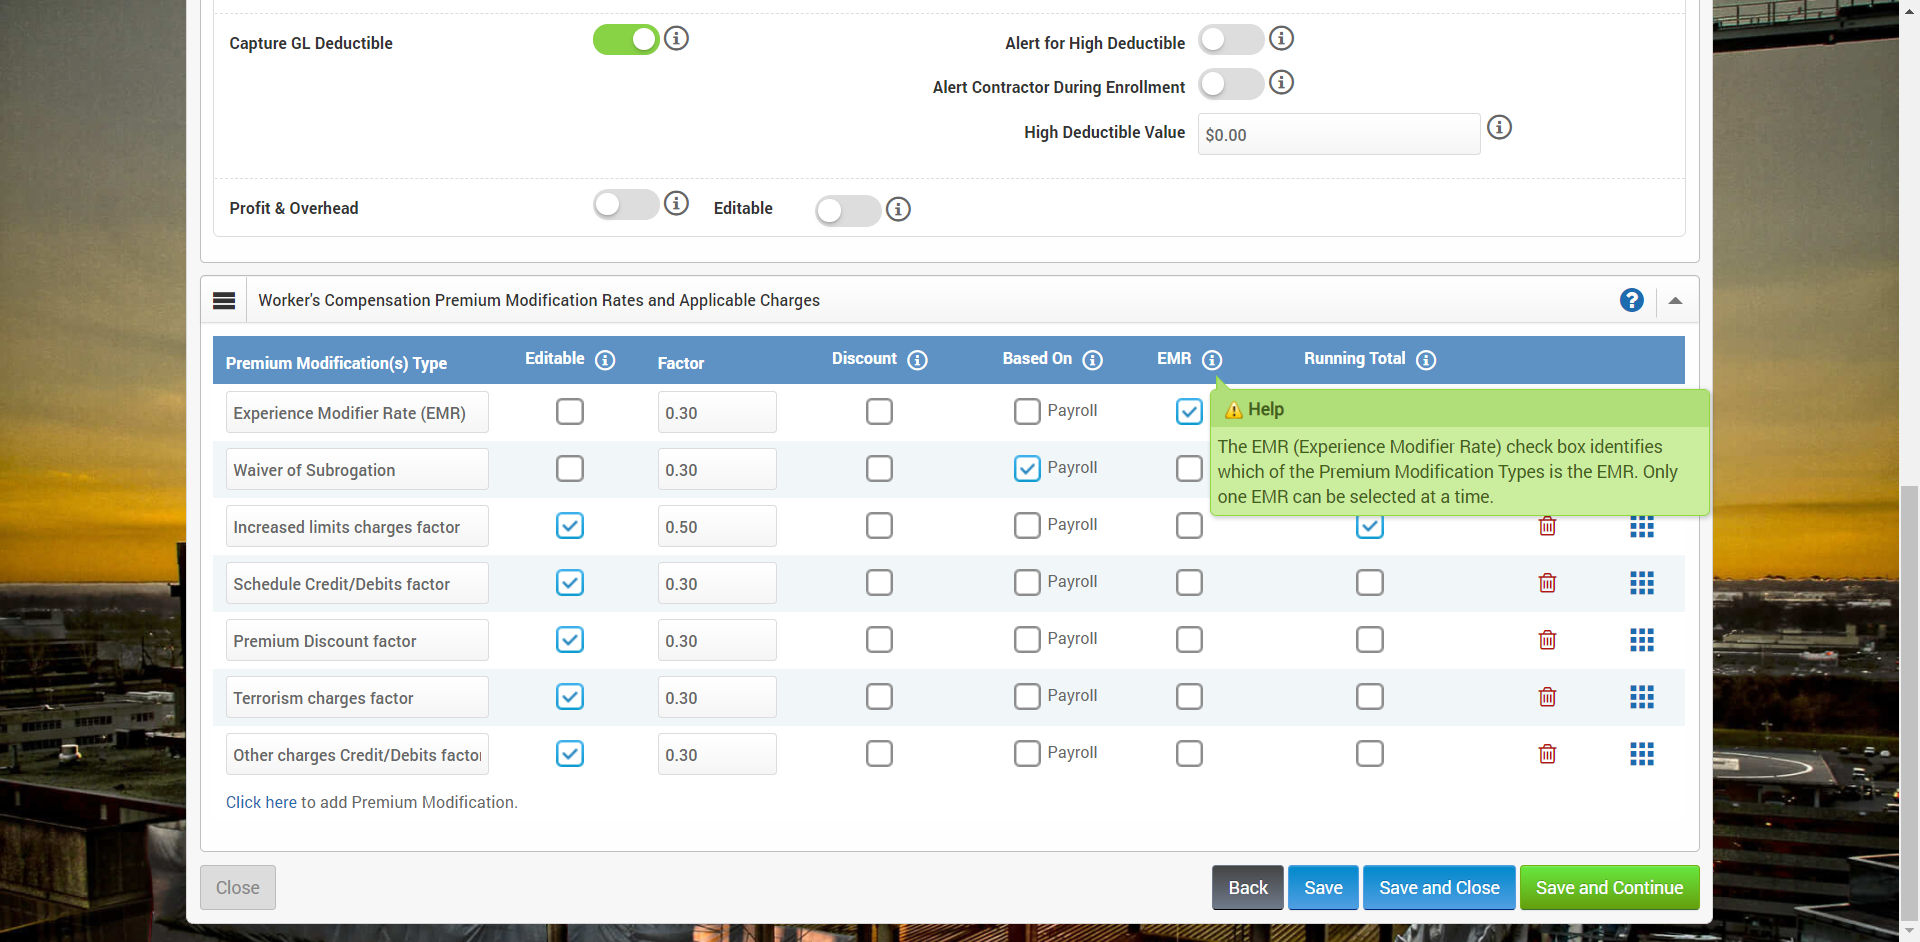 Capture GL Deductible
Alert for High Deductible
Alert Contractor During Enrollment
High Deductible Value $0.00
Profit & Overhead Editable
Worker's Compensation Premium Modification Rates and Applicable Charges
Premium Modification(s) Type Editable Factor Discount Based On EMR Running Total
Experience Modifier Rate (EMR) 0.30 Payroll
Help
The EMR (Experience Modifier Rate) check box identifies
which of the Premium Modification Types is the EMR. Only
one EMR can be selected at a time.
Waiver of Subrogation 0.30 Payroll
Increased limits charges factor 0.50 Payroll
Schedule Credit/Debits factor 0.30 Payroll
Premium Discount factor 0.30 Payroll
Terrorism charges factor 0.30 Payroll
Other charges Credit/Debits factor 0.30 Payroll
Click here to add Premium Modification.
Close Back Save Save and Close Save and Continue